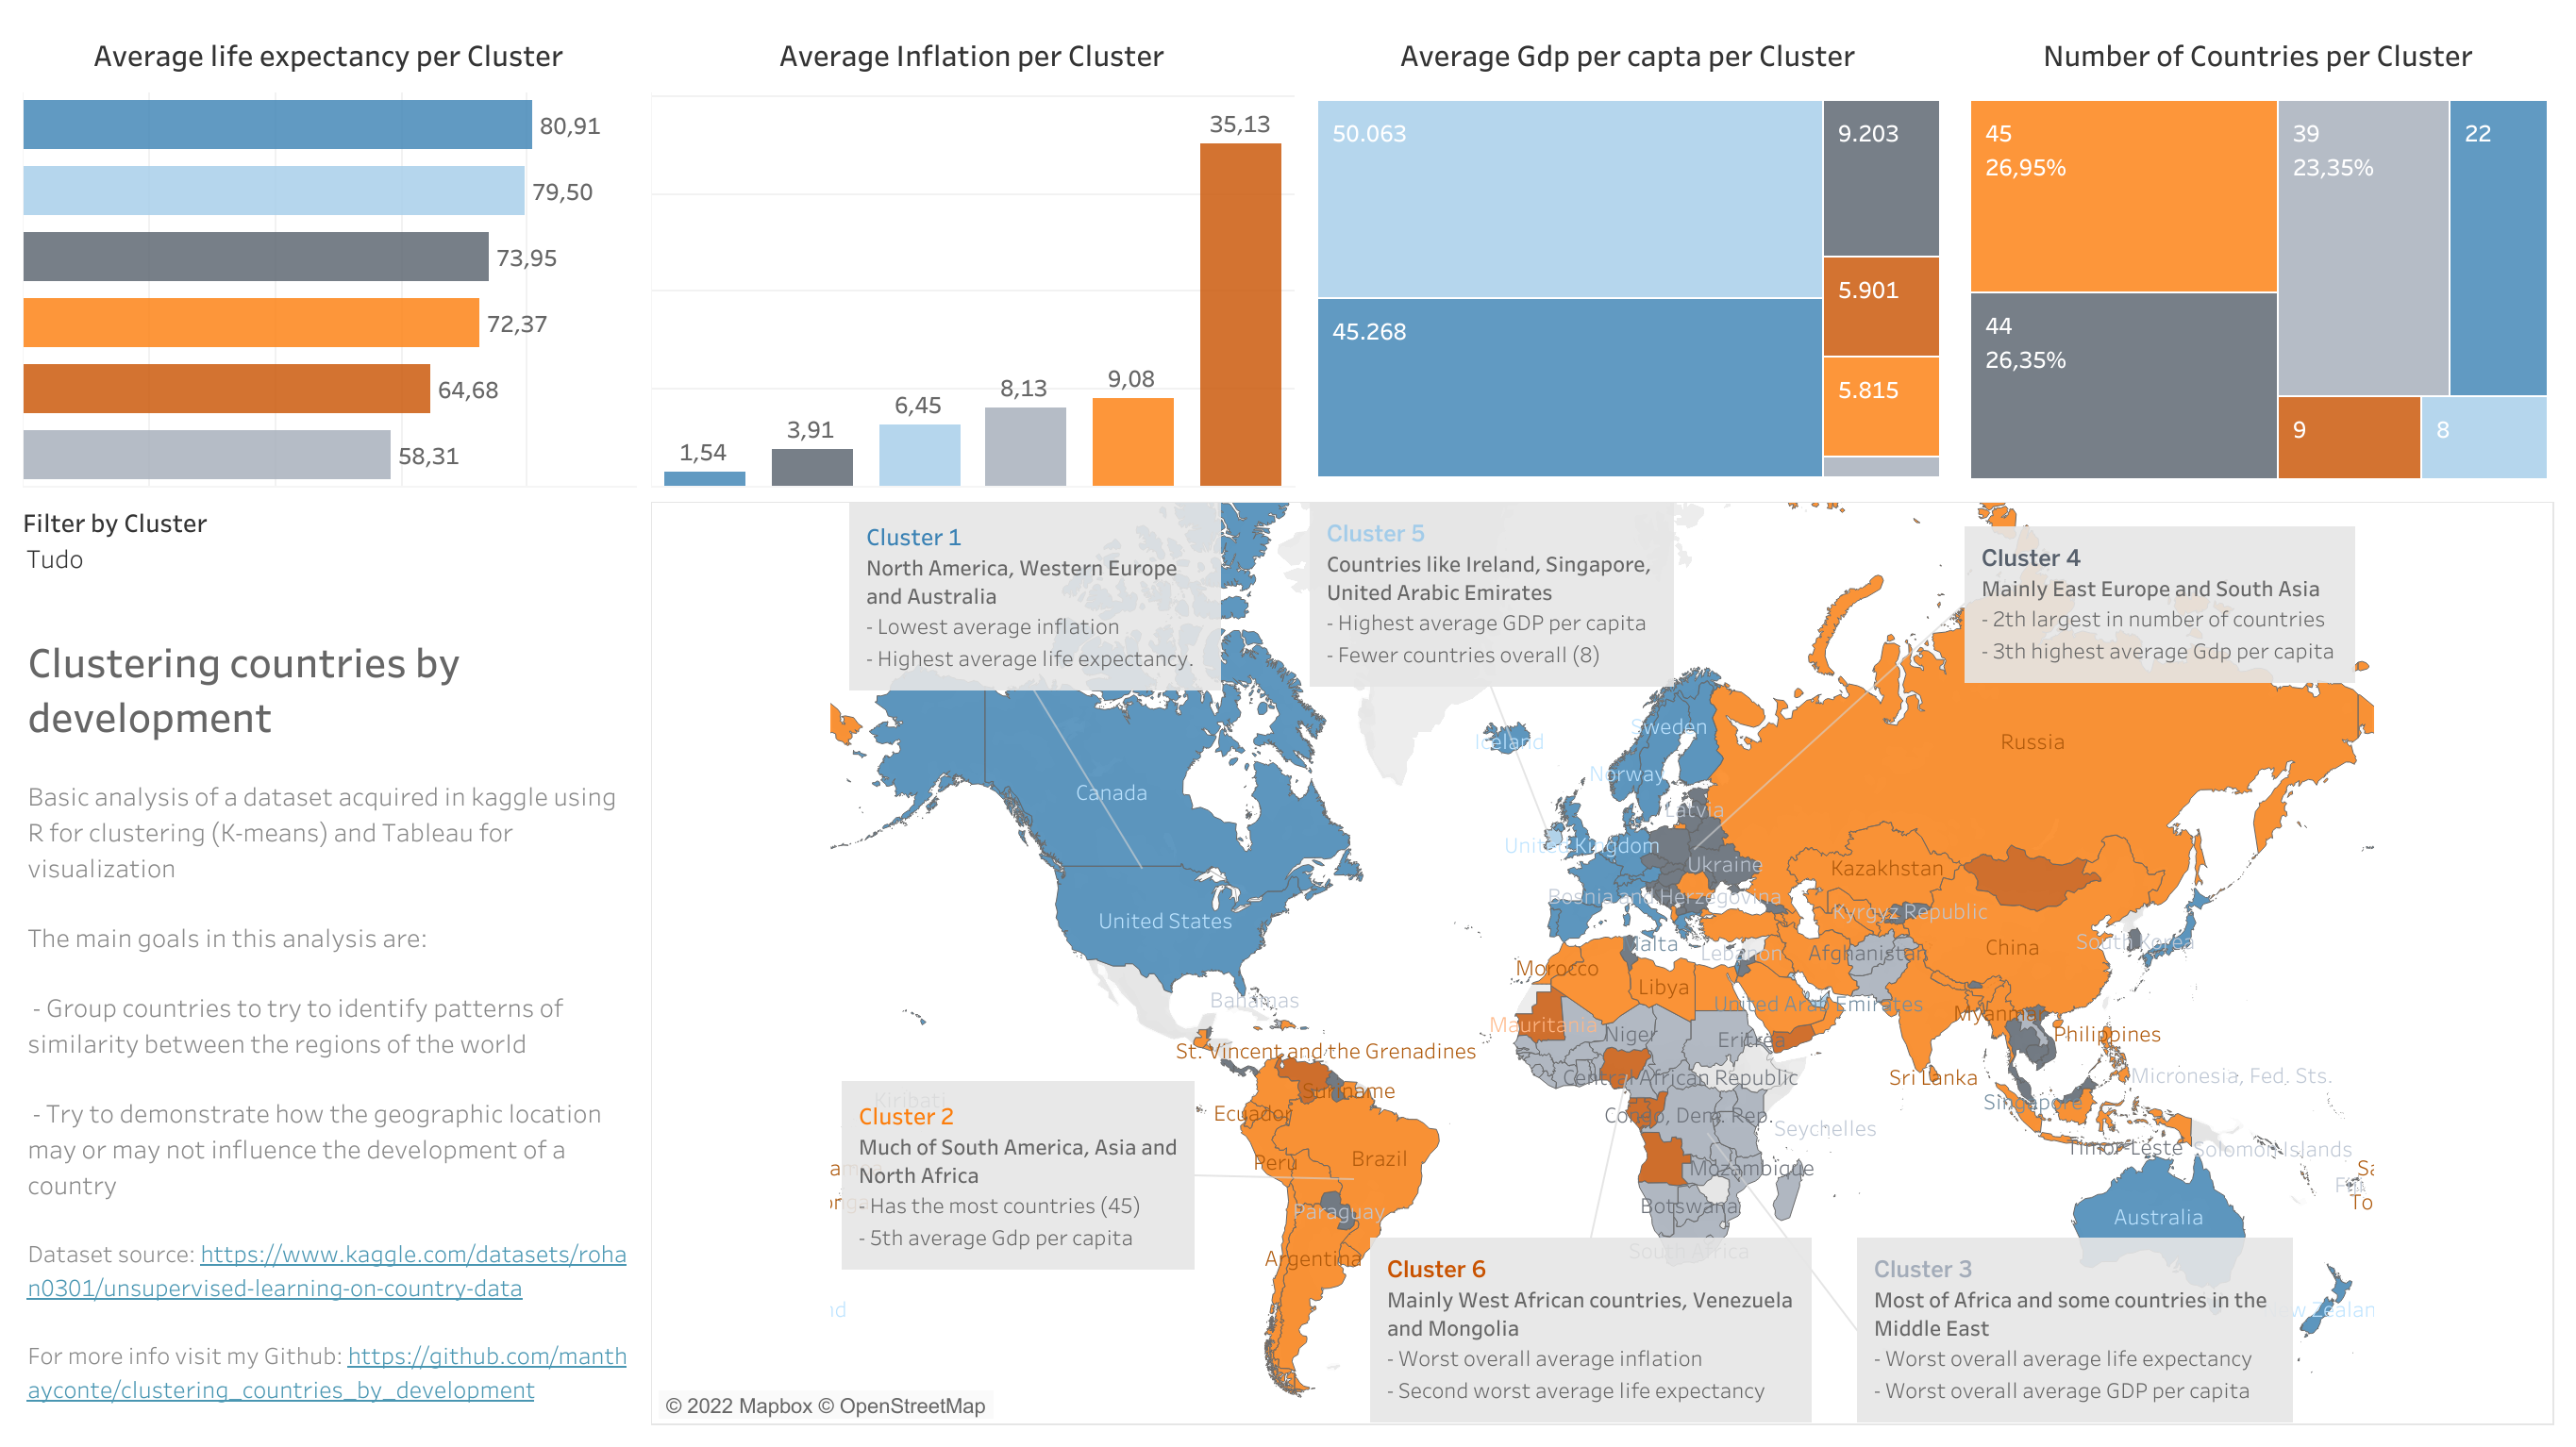 Average life expectancy per Cluster
80,91
79,50
73,95
72,37
64,68
58,31
Average Inflation per Cluster
1,54
3,91
6,45
8,13
9,08
35,13
Average Gdp per capta per Cluster
50.063
45.268
9.203
5.901
5.815
Number of Countries per Cluster
45
26,95%
44
26,35%
39
23,35%
22
9
8
Filter by Cluster
Tudo
Clustering countries by
development
Basic analysis of a dataset acquired in kaggle using
R for clustering (K-means) and Tableau for
visualization
The main goals in this analysis are:
- Group countries to try to identify patterns of
similarity between the regions of the world
- Try to demonstrate how the geographic location
may or may not influence the development of a
country
Dataset source: https://www.kaggle.com/datasets/roha
n0301/unsupervised-learning-on-country-data
For more info visit my Github: https://github.com/manth
ayconte/clustering_countries_by_development
Cluster 1
North America, Western Europe
and Australia
- Lowest average inflation
- Highest average life expectancy.
Cluster 5
Countries like Ireland, Singapore,
United Arabic Emirates
- Highest average GDP per capita
- Fewer countries overall (8)
Cluster 4
Mainly East Europe and South Asia
- 2th largest in number of countries
- 3th highest average Gdp per capita
Sweden
Iceland
Russia
Norway
Canada
Latvia
United Kingdom
Ukraine
Kazakhstan
Bosnia and Herzegovina
Kyrgyz Republic
United States
South Korea
Malta
China
Lebanon
Afghanistan
Morocco
Libya
Bahamas
United Arab Emirates
Myanmar
Mauritania
Niger
Philippines
Eritrea
St. Vincent and the Grenadines
Central African Republic
Sri Lanka
Micronesia, Fed. Sts.
Suriname
Kiribati
Singapore
Ecuador
Congo, Dem. Rep.
Seychelles
Timor-Leste
Solomon Islands
Peru
Brazil
Mozambique
Botswana
Paraguay
Australia
South Africa
Argentina
Cluster 2
Much of South America, Asia and
North Africa
- Has the most countries (45)
- 5th average Gdp per capita
Cluster 6
Mainly West African countries, Venezuela
and Mongolia
- Worst overall average inflation
- Second worst average life expectancy
Cluster 3
Most of Africa and some countries in the
Middle East
- Worst overall average life expectancy
- Worst overall average GDP per capita
© 2022 Mapbox © OpenStreetMap